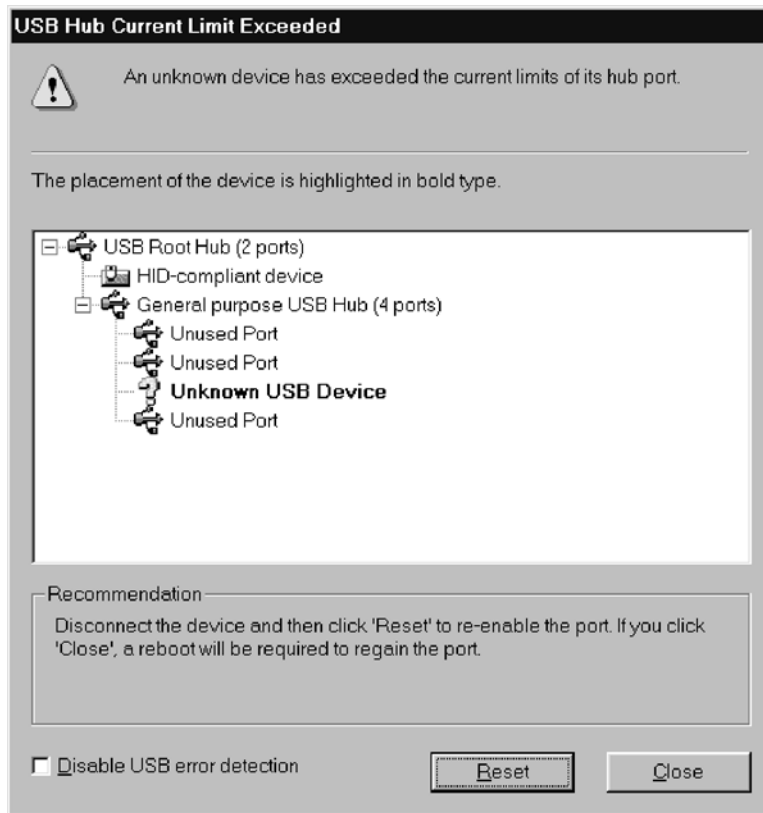 USB Hub Current Limit Exceeded
An unknown device has exceeded the current limits of its hub port.
The placement of the device is highlighted in bold type.
USB Root Hub (2 ports)
HID-compliant device
General purpose USB Hub (4 ports)
Unused Port
Unused Port
Unknown USB Device
Unused Port
Recommendation
Disconnect the device and then click 'Reset' to re-enable the port. If you click
'Close', a reboot will be required to regain the port.
Disable USB error detection
Reset
Close